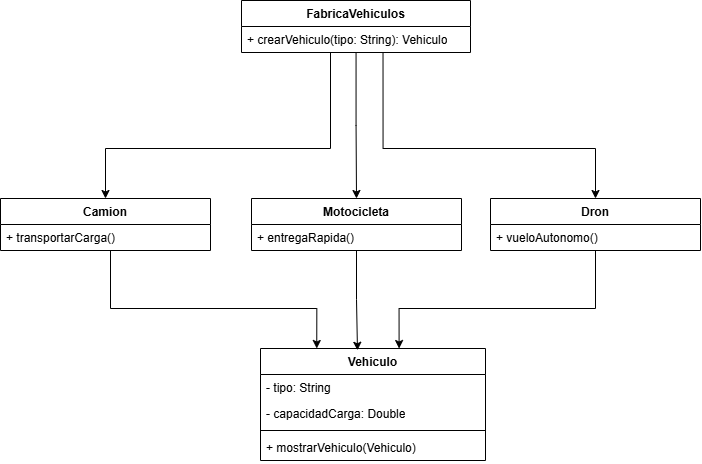 FabricaVehiculos
+ crearVehiculo(tipo: String): Vehiculo
Camion
+ transportarCarga()
Motocicleta
+ entregaRapida()
Dron
+ vueloAutonomo()
Vehiculo
- tipo: String
- capacidadCarga: Double
+ mostrarVehiculo(Vehiculo)